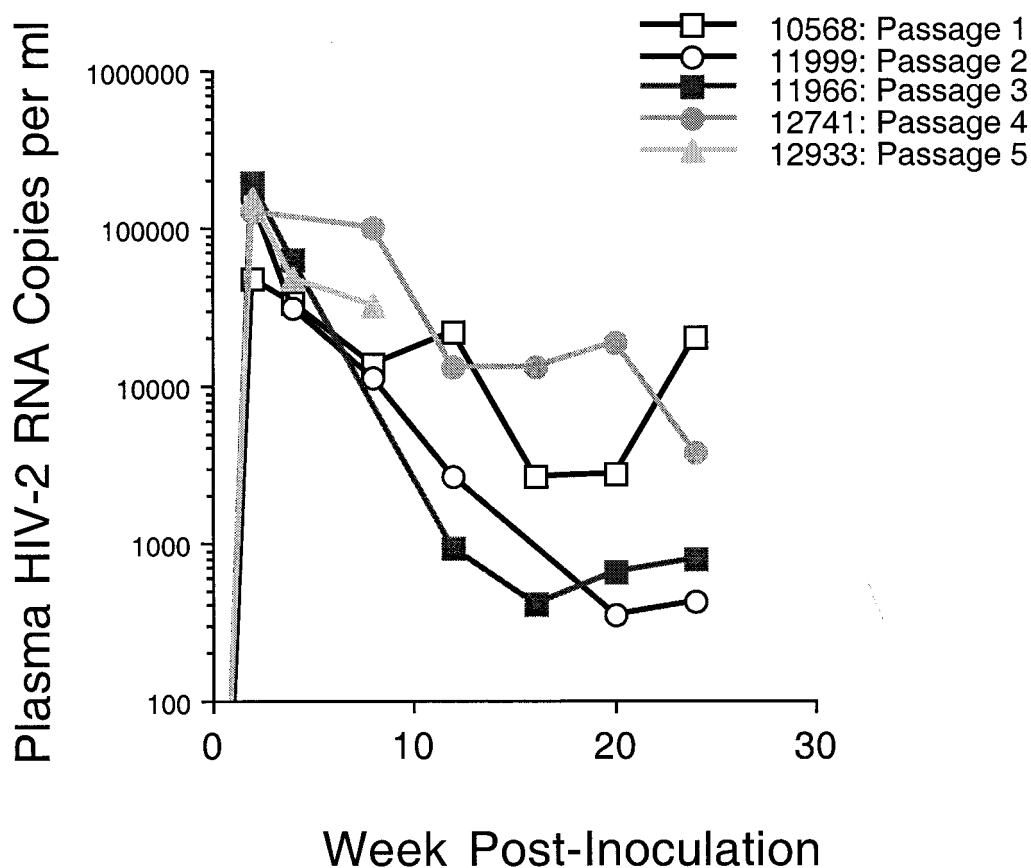 10568: Passage 1
11999: Passage 2
11966: Passage 3
12741: Passage 4
12933: Passage 5
Plasma HIV-2 RNA Copies per ml
1000000
100000
10000
1000
100
0 10 20 30
Week Post-Inoculation